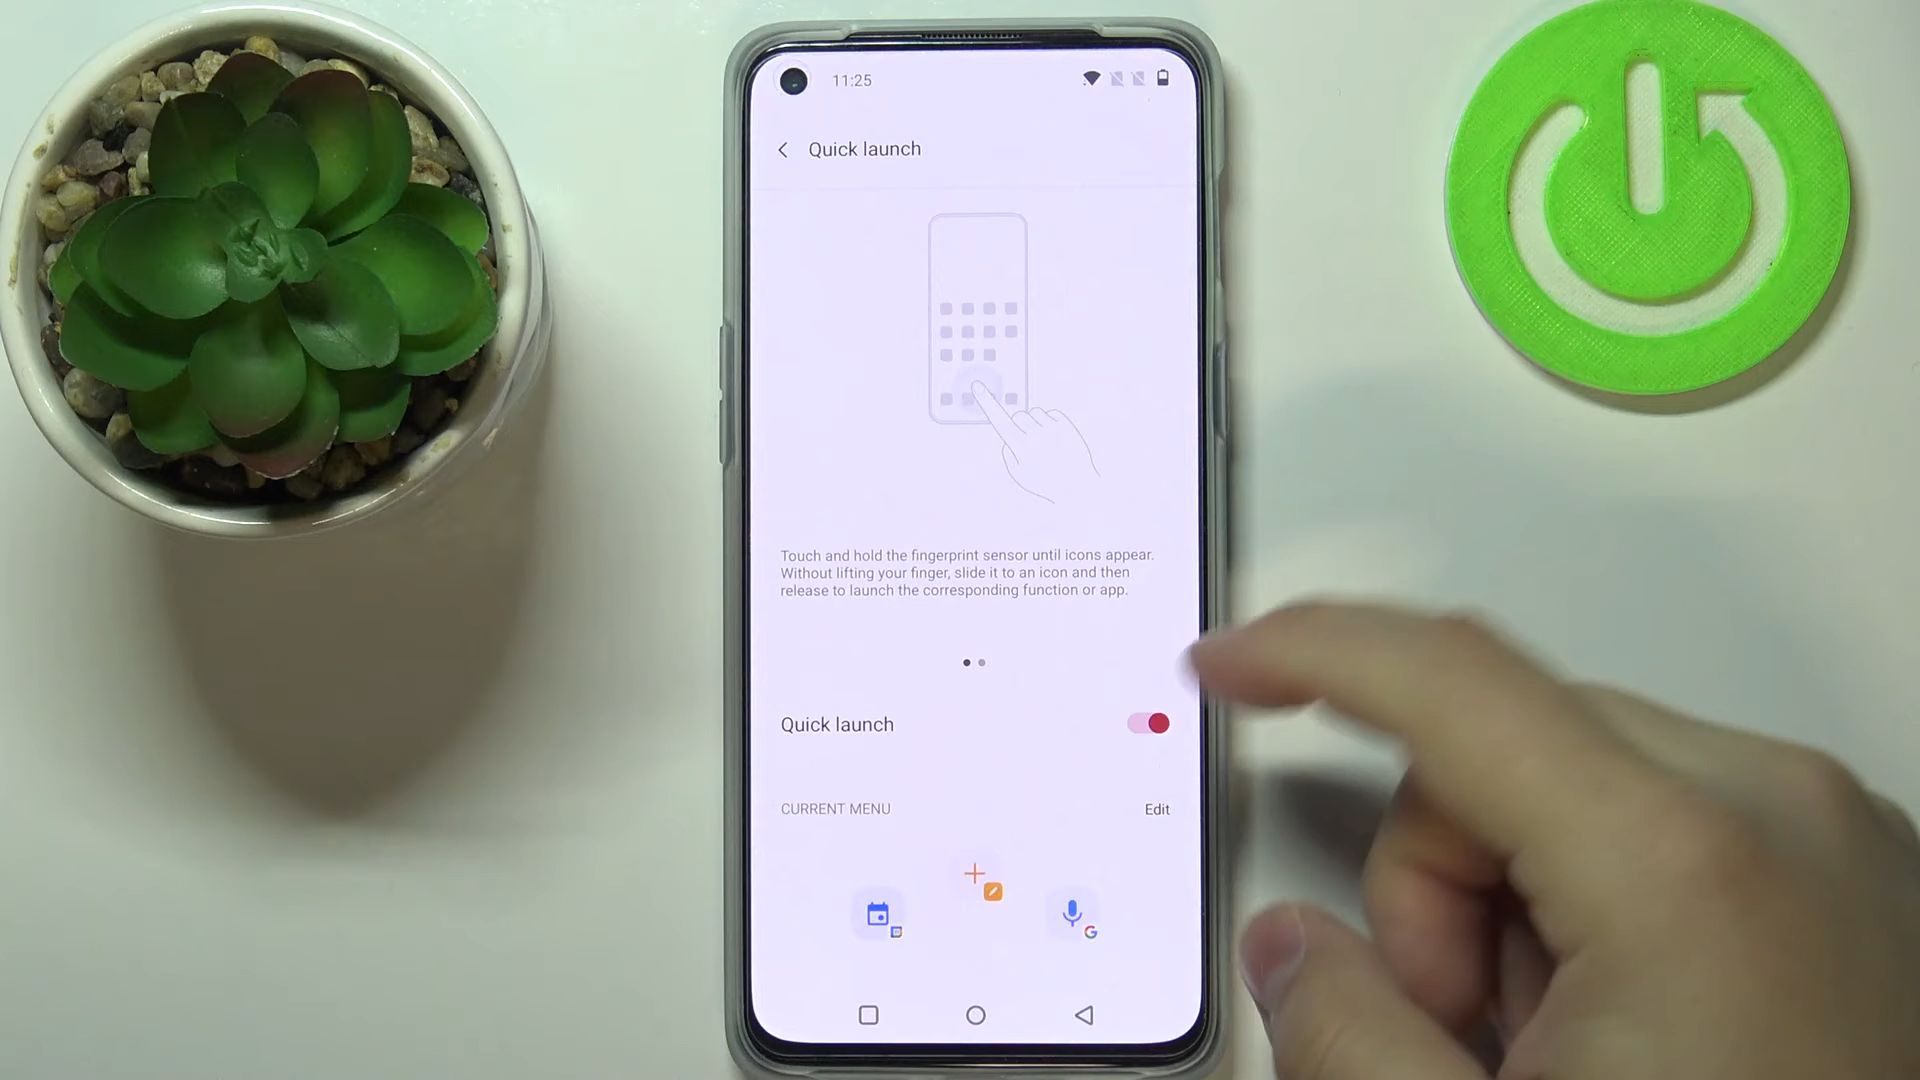 11:25
Quick launch
Touch and hold the fingerprint sensor until icons appear.
Without lifting your finger, slide it to an icon and then
release to launch the corresponding function or app.
Quick launch
CURRENT MENU
Edit